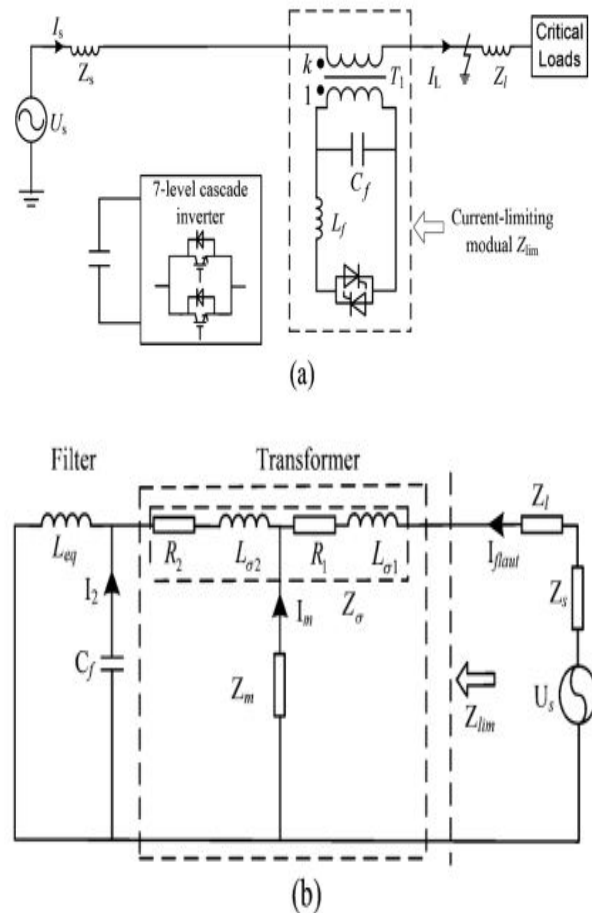 I_s
Z_s
U_s
k
1
T_1
I_L
Z_l
Critical
Loads
C_f
L_f
7-level cascade
inverter
Current-limiting
modual Z_lim
(a)
Filter
Transformer
L_eq
I_2
C_f
R_2
L_σ2
R_1
L_σ1
I_m
Z_σ
Z_m
Z_l
I_flaut
Z_s
Z_lim
U_s
(b)